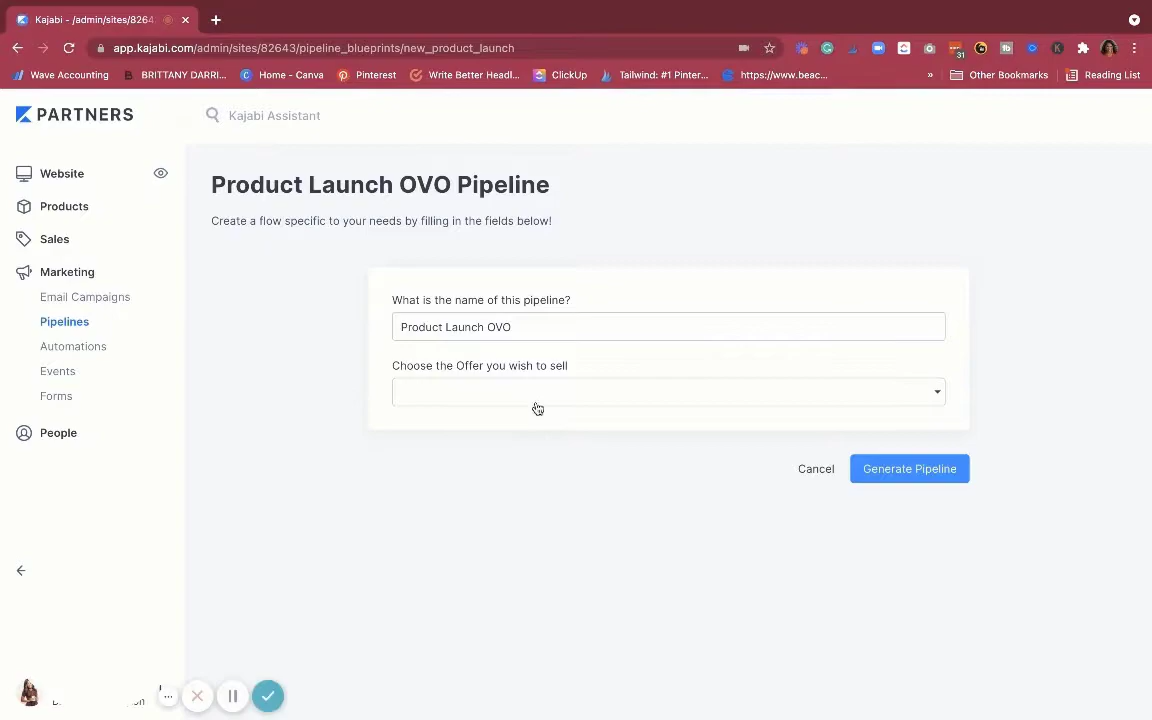 Kajabi - /admin/sites/8264
app.kajabi.com/admin/sites/82643/pipeline_blueprints/new_product_launch
31
Wave Accounting
BRITTANY DARRI...
Home - Canva
Pinterest
Write Better Headl...
ClickUp
Tailwind: #1 Pinter...
https://www.beac...
»
Other Bookmarks
Reading List
PARTNERS
Kajabi Assistant
Website
Products
Sales
Marketing
Email Campaigns
Pipelines
Automations
Events
Forms
People
Product Launch OVO Pipeline
Create a flow specific to your needs by filling in the fields below!
What is the name of this pipeline?
Product Launch OVO
Choose the Offer you wish to sell
Cancel
Generate Pipeline